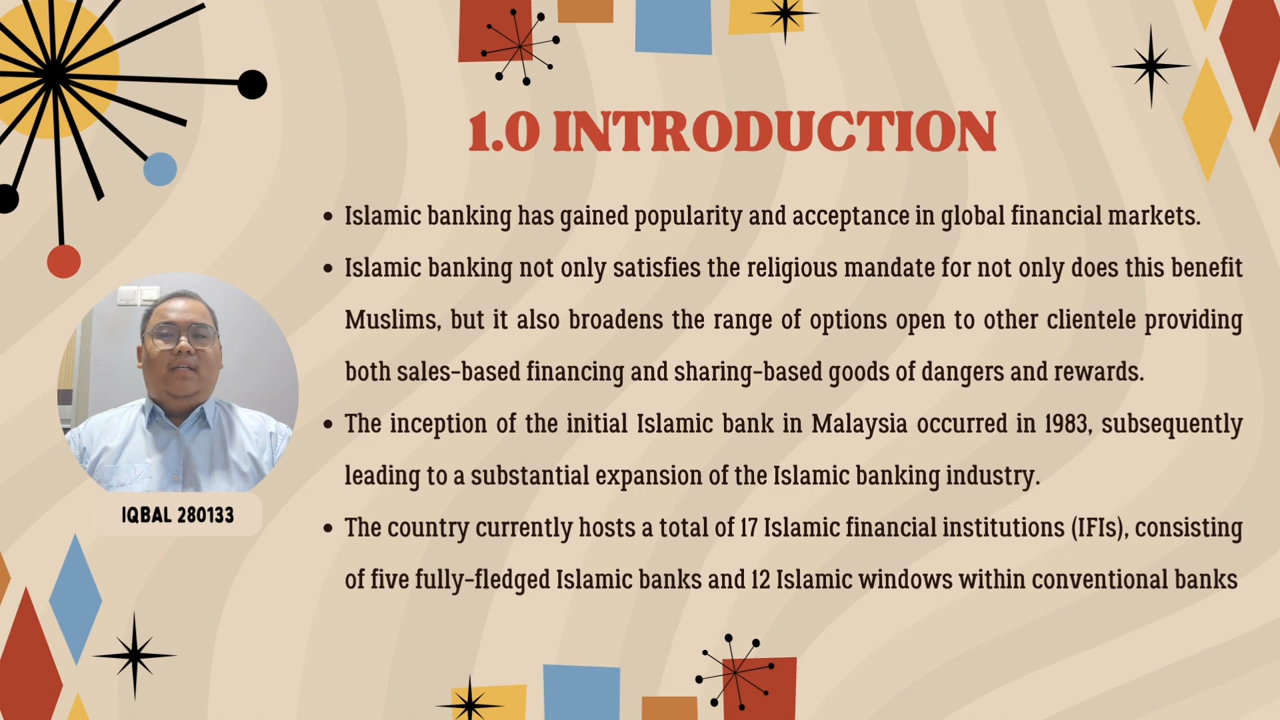 1.0 INTRODUCTION
• Islamic banking has gained popularity and acceptance in global financial markets.
• Islamic banking not only satisfies the religious mandate for not only does this benefit
Muslims, but it also broadens the range of options open to other clientele providing
both sales-based financing and sharing-based goods of dangers and rewards.
• The inception of the initial Islamic bank in Malaysia occurred in 1983, subsequently
leading to a substantial expansion of the Islamic banking industry.
• The country currently hosts a total of 17 Islamic financial institutions (IFIs), consisting
of five fully-fledged Islamic banks and 12 Islamic windows within conventional banks
IQBAL 280133